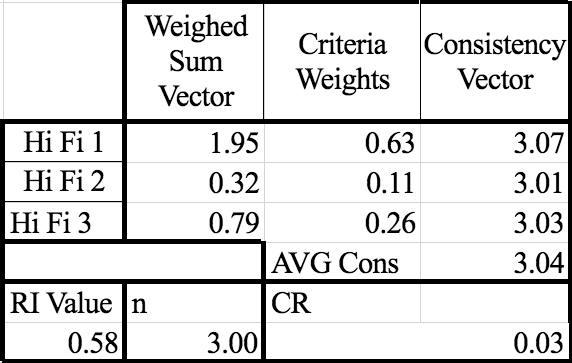 Weighed Sum Vector Criteria Weights Consistency Vector
Hi Fi 1 1.95 0.63 3.07
Hi Fi 2 0.32 0.11 3.01
Hi Fi 3 0.79 0.26 3.03
AVG Cons 3.04
RI Value n CR
0.58 3.00 0.03